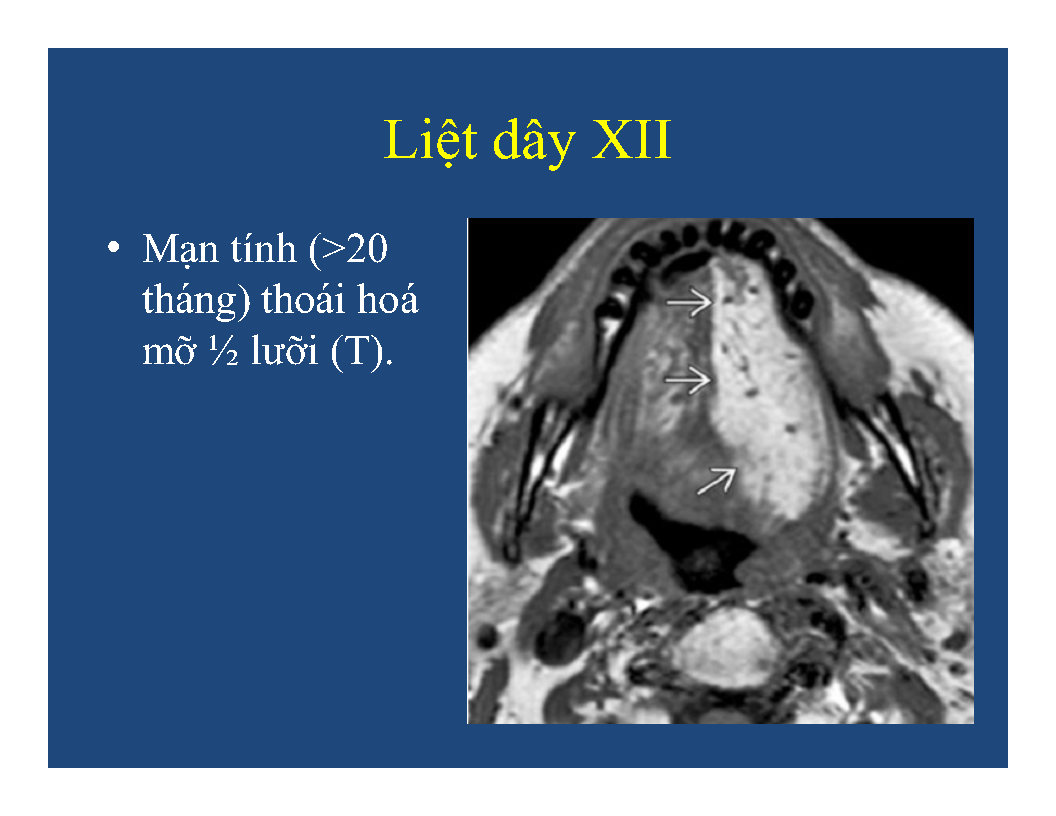 Liệt dây XII
• Mạn tính (>20
tháng) thoái hoá
mỡ ½ lưỡi (T).